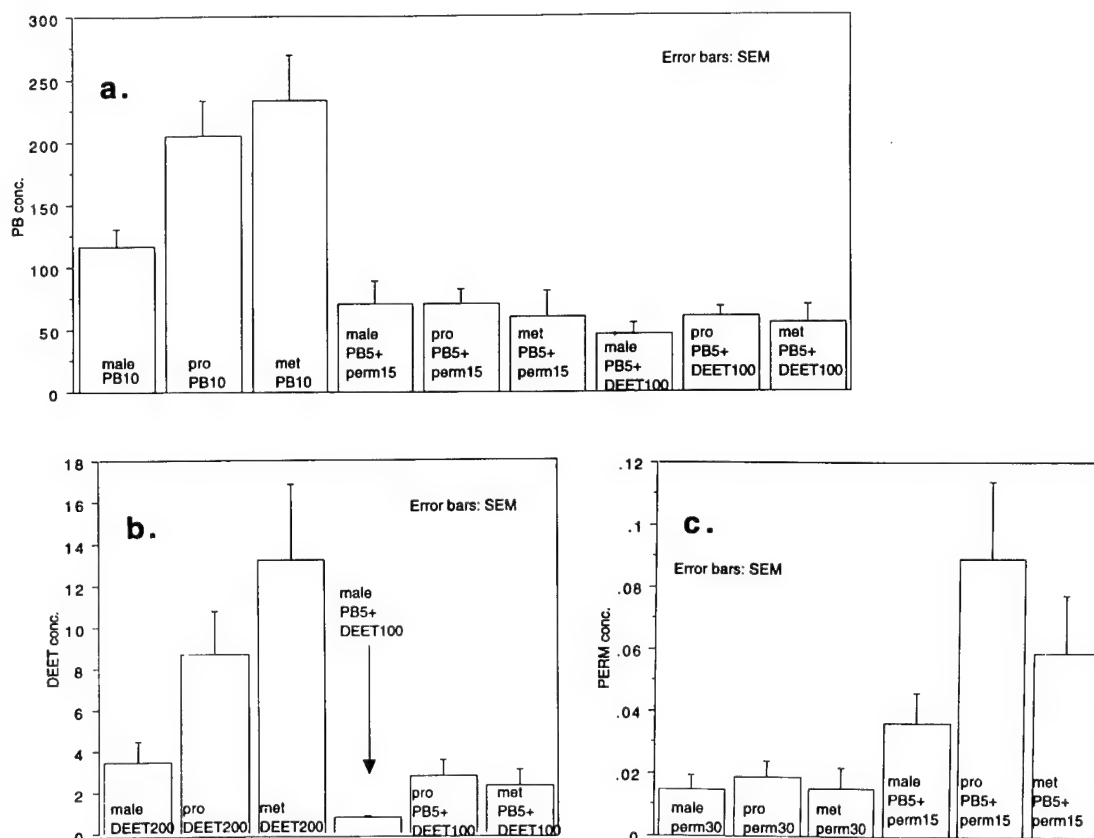 300
250
200
150
100
50
0
PB conc.
a.
Error bars: SEM
male
PB10
pro
PB10
met
PB10
male
PB5+
perm15
pro
PB5+
perm15
met
PB5+
perm15
male
PB5+
DEET100
pro
PB5+
DEET100
met
PB5+
DEET100
18
16
14
12
10
8
6
4
2
0
DEET conc.
b.
Error bars: SEM
male
DEET200
pro
DEET200
met
DEET200
male
PB5+
DEET100
pro
PB5+
DEET100
met
PB5+
DEET100
.12
.1
.08
.06
.04
.02
0
PERM conc.
c.
Error bars: SEM
male
perm30
pro
perm30
met
perm30
male
PB5+
perm15
pro
PB5+
perm15
met
PB5+
perm15